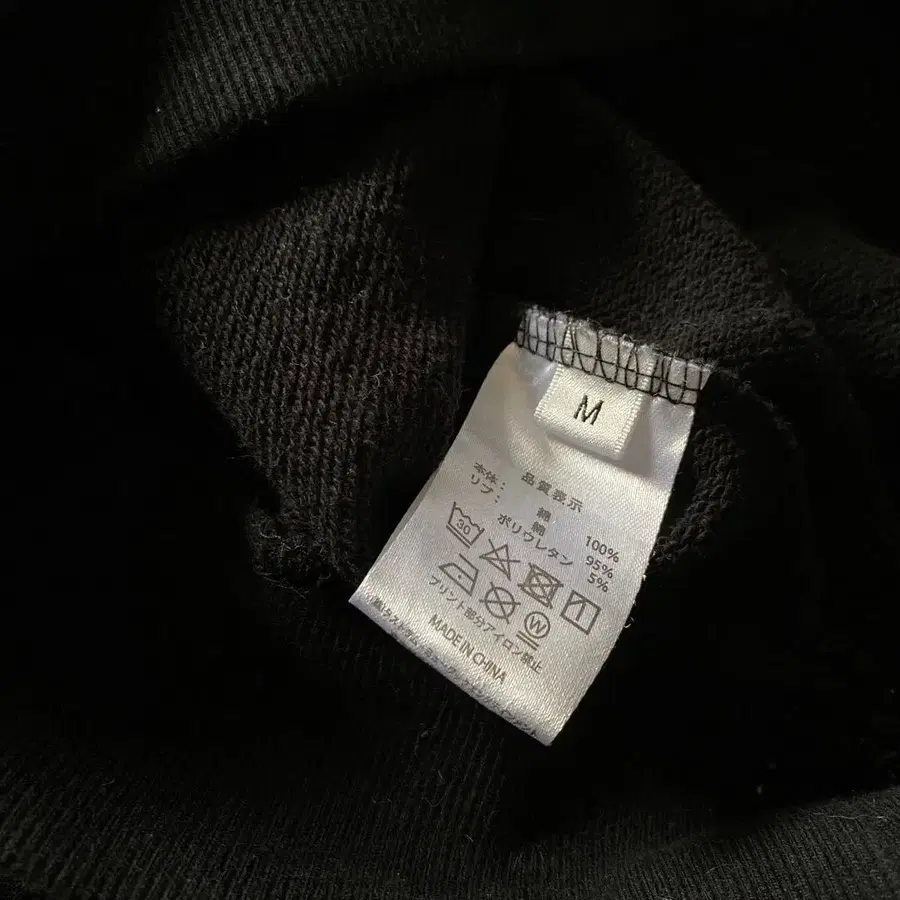 M
品質表示
本体： 綿 100%
リブ： 綿 95%
ポリウレタン 5%
30
W
プリント部分アイロン禁止
MADE IN CHINA